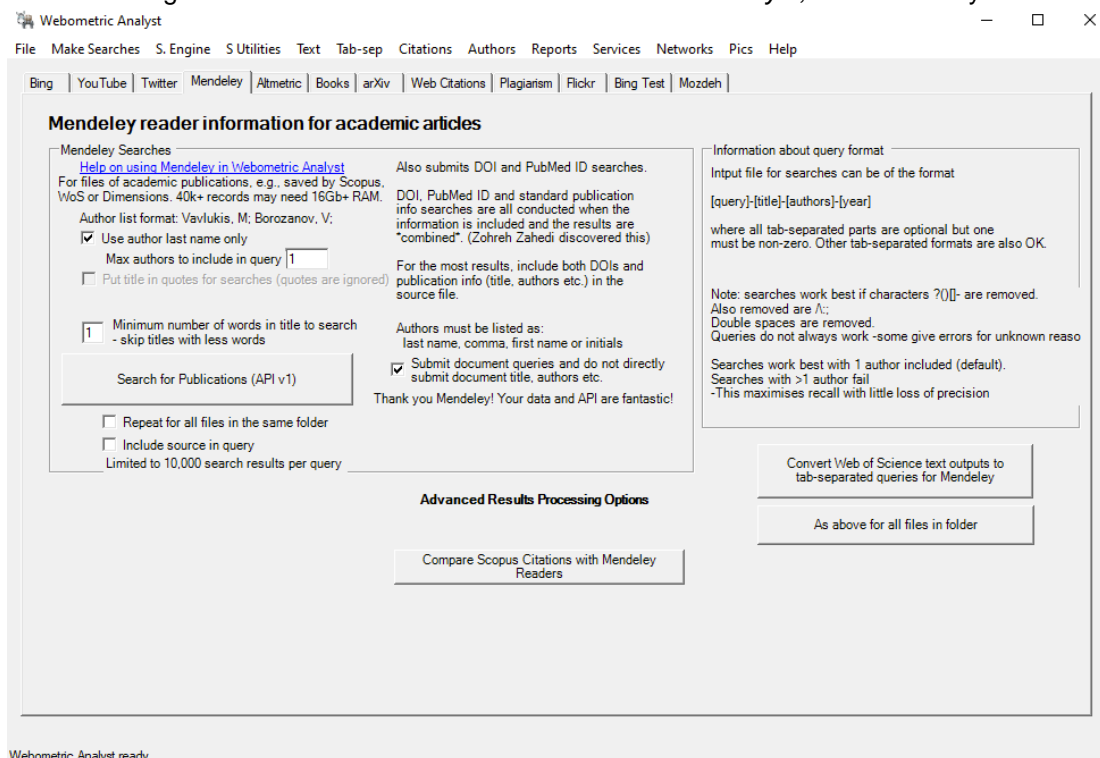 Webometric Analyst
File Make Searches S. Engine S Utilities Text Tab-sep Citations Authors Reports Services Networks Pics Help
Bing YouTube Twitter Mendeley Altmetric Books arXiv Web Citations Plagiarism Flickr Bing Test Mozdeh
Mendeley reader information for academic articles
Mendeley Searches
Help on using Mendeley in Webometric Analyst
For files of academic publications, e.g., saved by Scopus,
WoS or Dimensions. 40k+ records may need 16Gb+ RAM.
Author list format: Vavlukis, M; Borozanov, V;
Use author last name only
Max authors to include in query 1
Put title in quotes for searches (quotes are ignored)
1 Minimum number of words in title to search
- skip titles with less words
Search for Publications (API v1)
Repeat for all files in the same folder
Include source in query
Limited to 10,000 search results per query
Also submits DOI and PubMed ID searches.
DOI, PubMed ID and standard publication
info searches are all conducted when the
information is included and the results are
*combined*. (Zohreh Zahedi discovered this)
For the most results, include both DOIs and
publication info (title, authors etc.) in the
source file.
Authors must be listed as:
last name, comma, first name or initials
Submit document queries and do not directly
submit document title, authors etc.
Thank you Mendeley! Your data and API are fantastic!
Information about query format
Intput file for searches can be of the format
[query]-[title]-[authors]-[year]
where all tab-separated parts are optional but one
must be non-zero. Other tab-separated formats are also OK.
Note: searches work best if characters ?()[]- are removed.
Also removed are /\:;
Double spaces are removed.
Queries do not always work -some give errors for unknown reaso
Searches work best with 1 author included (default).
Searches with >1 author fail
-This maximises recall with little loss of precision
Convert Web of Science text outputs to
tab-separated queries for Mendeley
As above for all files in folder
Advanced Results Processing Options
Compare Scopus Citations with Mendeley
Readers
Webometric Analyst ready